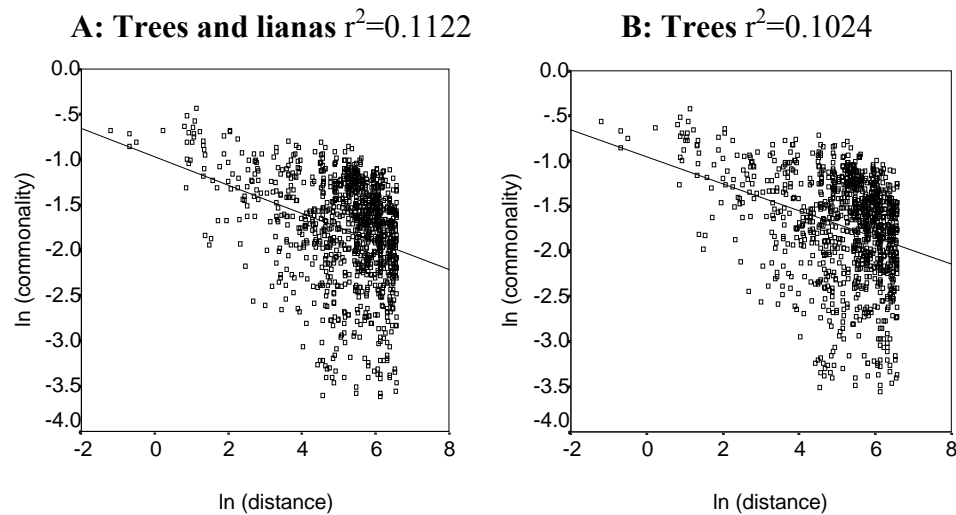 A: Trees and lianas r²=0.1122
0.0
-.5
-1.0
-1.5
-2.0
-2.5
-3.0
-3.5
-4.0
ln (commonality)
-2 0 2 4 6 8
ln (distance)
B: Trees r²=0.1024
0.0
-.5
-1.0
-1.5
-2.0
-2.5
-3.0
-3.5
-4.0
ln (commonality)
-2 0 2 4 6 8
ln (distance)